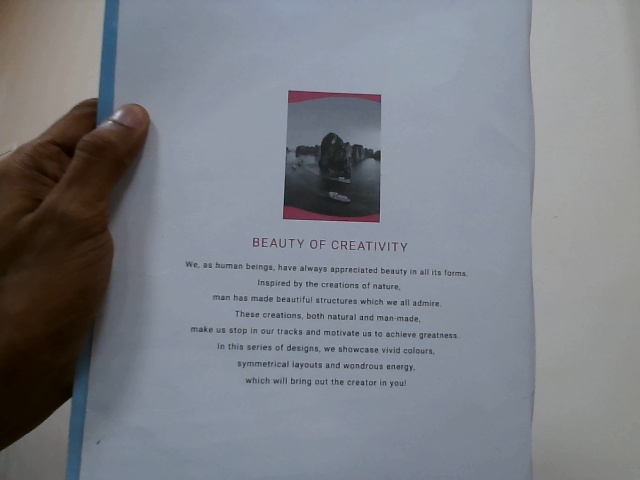 BEAUTY OF CREATIVITY
We, as human beings, have always appreciated beauty in all its forms.
Inspired by the creations of nature,
man has made beautiful structures which we all admire.
These creations, both natural and man-made,
make us stop in our tracks and motivate us to achieve greatness.
In this series of designs, we showcase vivid colours,
symmetrical layouts and wondrous energy,
which will bring out the creator in you!